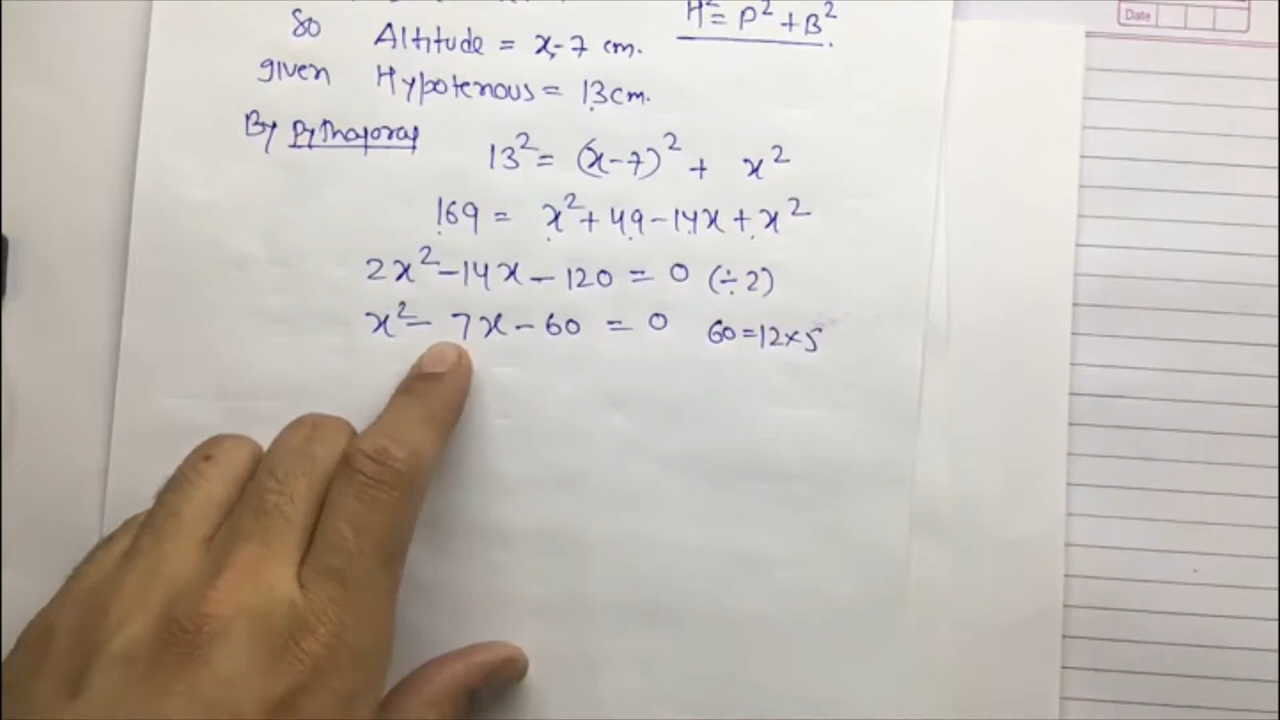 H² = P² + B²
So Altitude = x-7 cm.
given Hypotenous = 13cm.
By Pythagoras
13² = (x-7)² + x²
169 = x² + 49 - 14x + x²
2x² - 14x - 120 = 0 (÷2)
x² - 7x - 60 = 0 60 = 12×5
Date